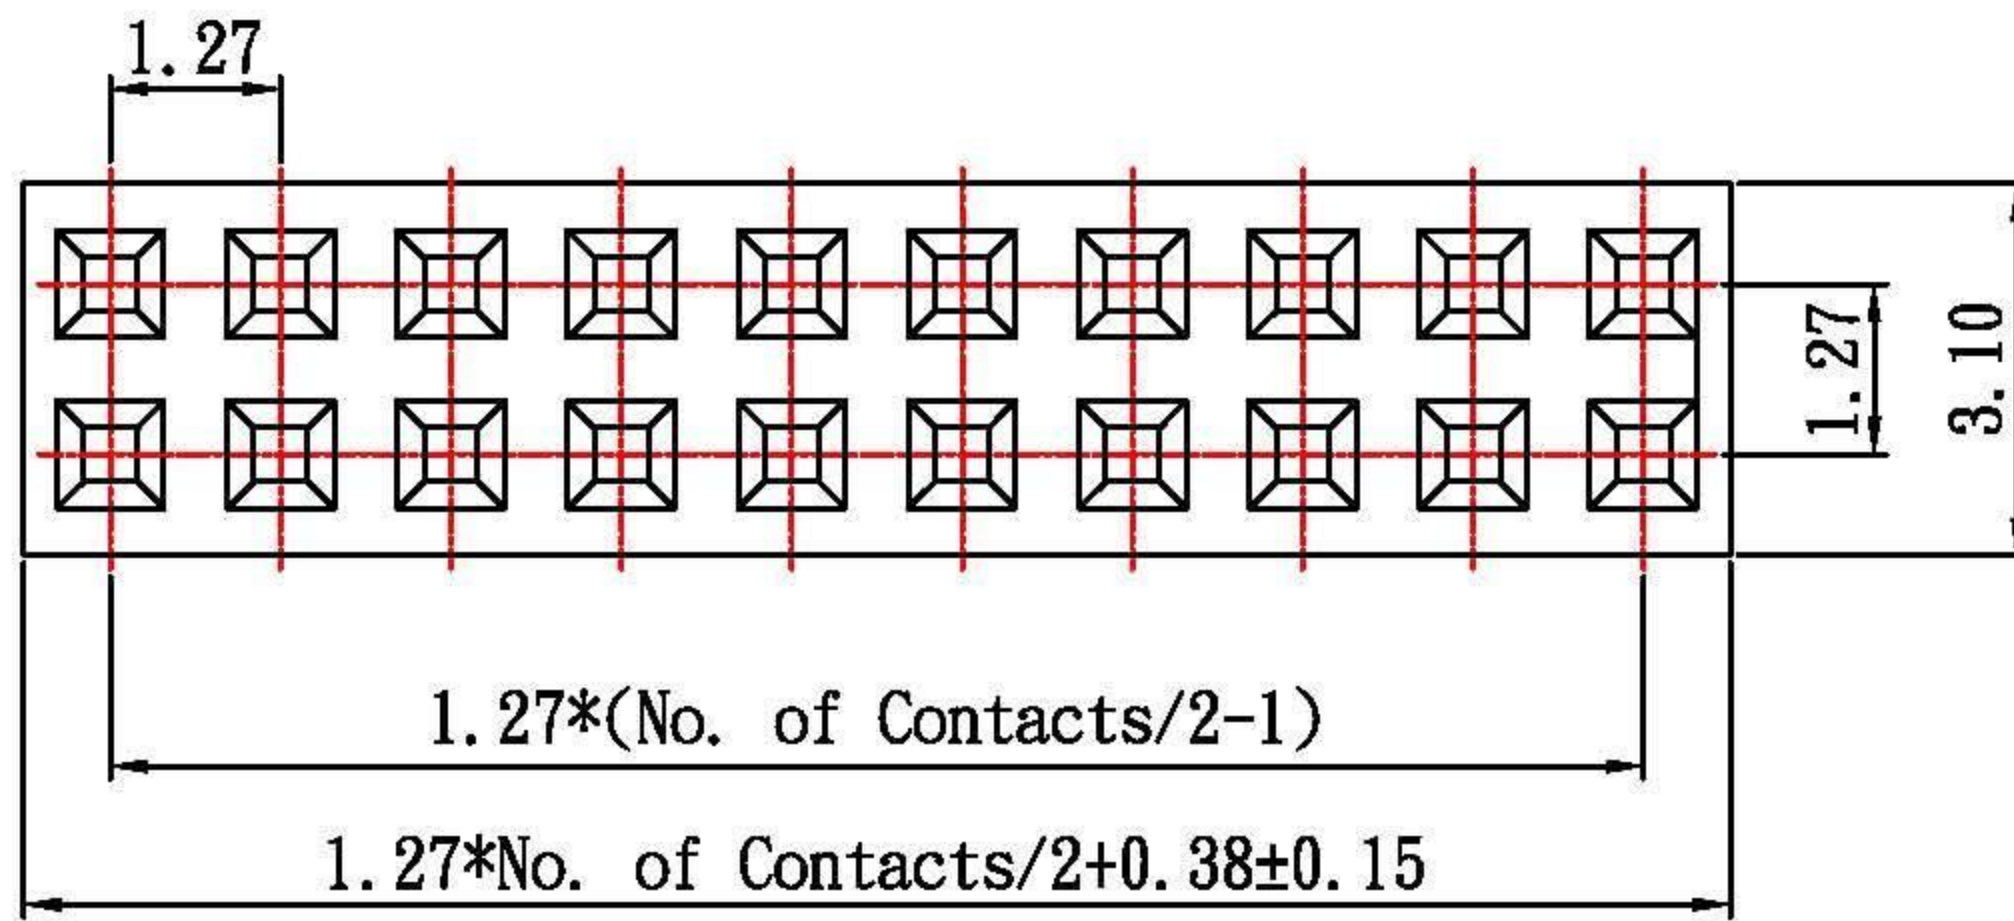 1.27
1.27
3.10
1.27*(No. of Contacts/2-1)
1.27*No. of Contacts/2+0.38±0.15